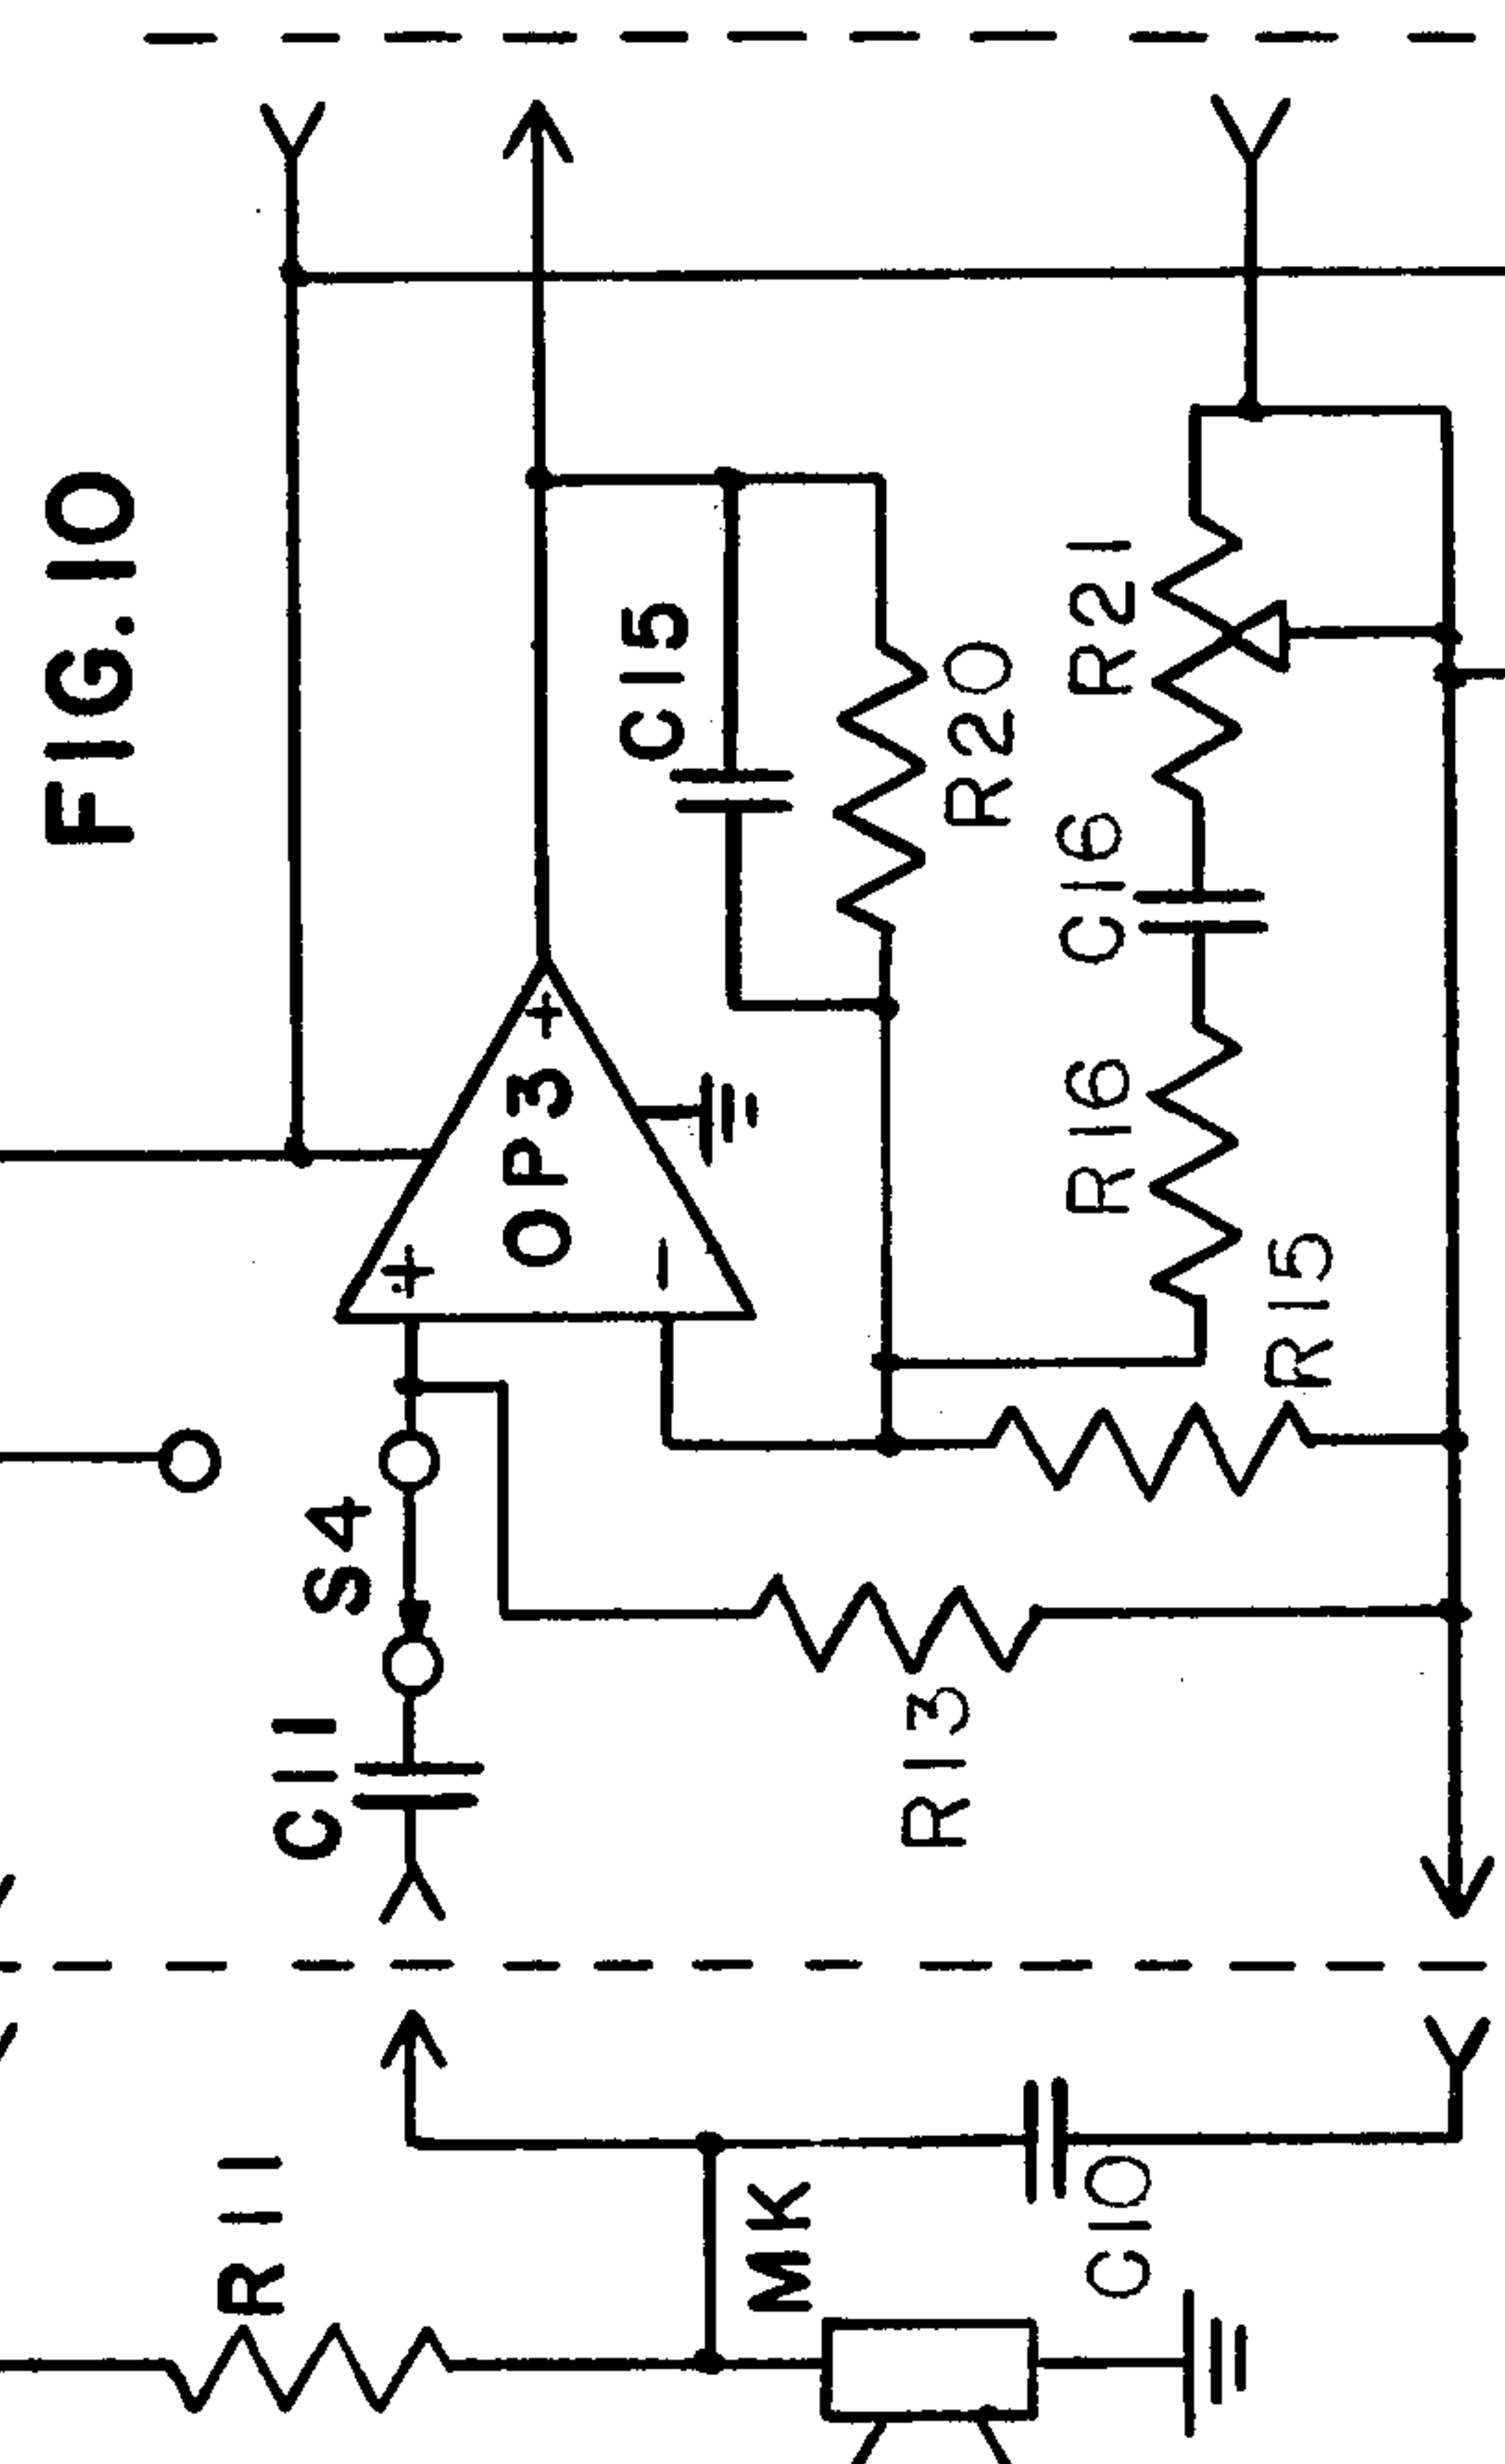 FIG. 10
C15
R20
R21
C16
R16
R15
+
OP3
+
−
S4
C11
R13
R11
MK
C10